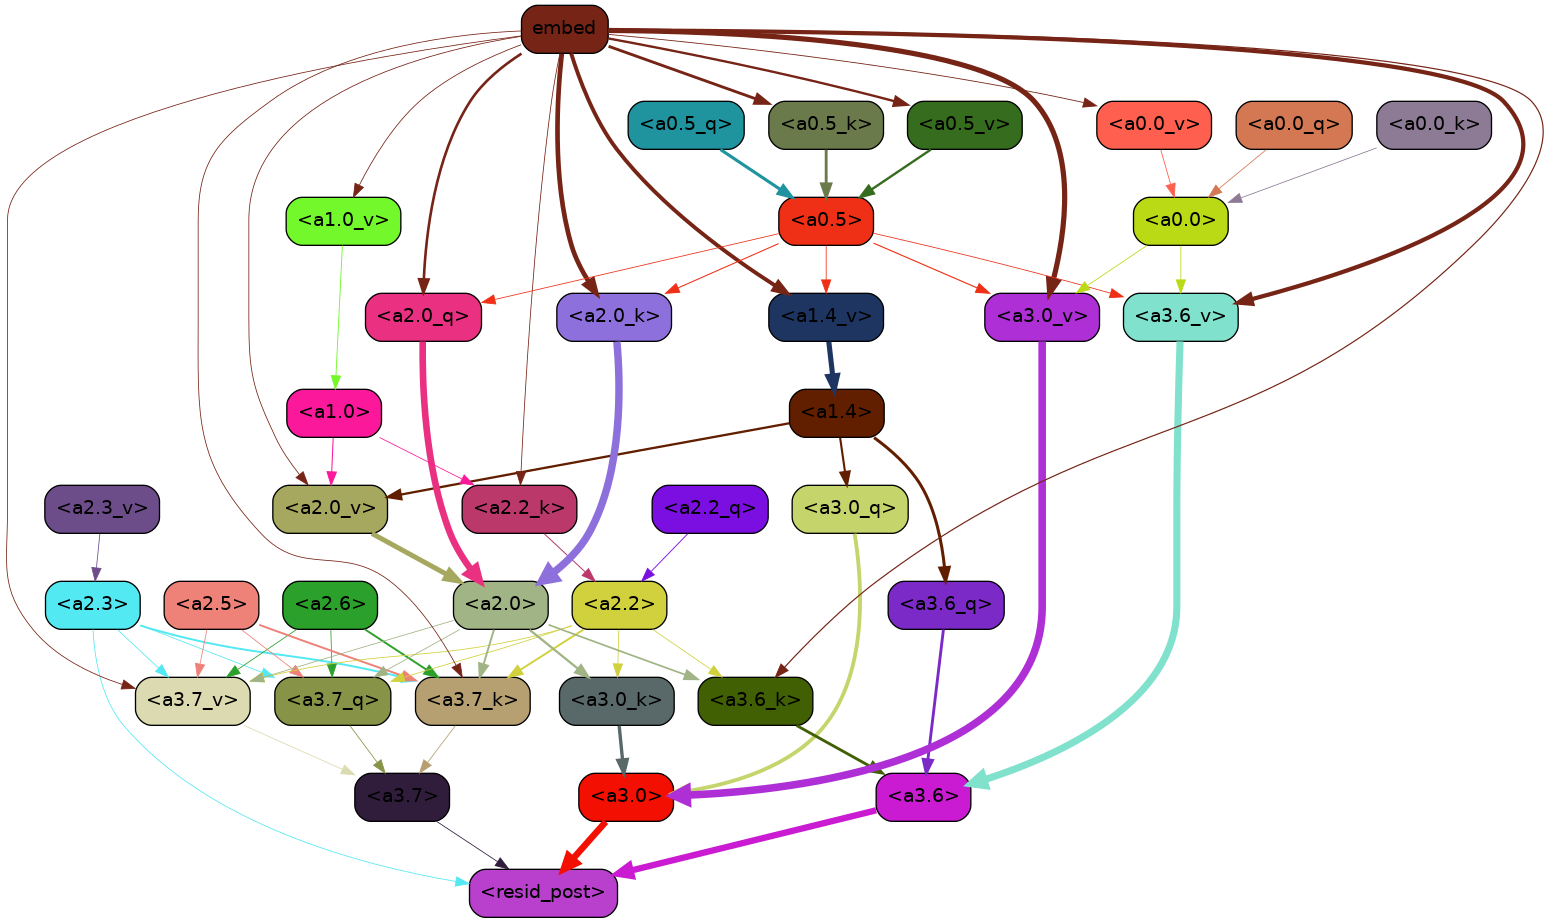 embed
<a0.5_q>
<a0.5_k>
<a0.5_v>
<a0.0_v>
<a0.0_q>
<a0.0_k>
<a1.0_v>
<a0.5>
<a0.0>
<a2.0_q>
<a2.0_k>
<a1.4_v>
<a3.0_v>
<a3.6_v>
<a1.0>
<a1.4>
<a2.3_v>
<a2.0_v>
<a2.2_k>
<a2.2_q>
<a3.0_q>
<a2.3>
<a2.5>
<a2.6>
<a2.0>
<a2.2>
<a3.6_q>
<a3.7_v>
<a3.7_q>
<a3.7_k>
<a3.0_k>
<a3.6_k>
<a3.7>
<a3.0>
<a3.6>
<resid_post>